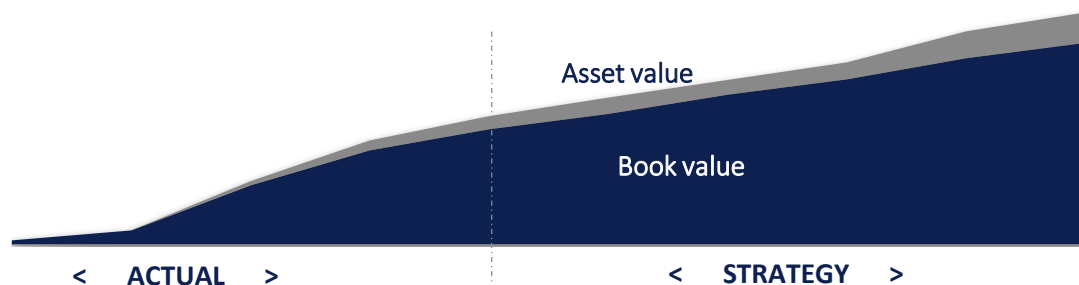 Asset value
Book value
< ACTUAL >
< STRATEGY >